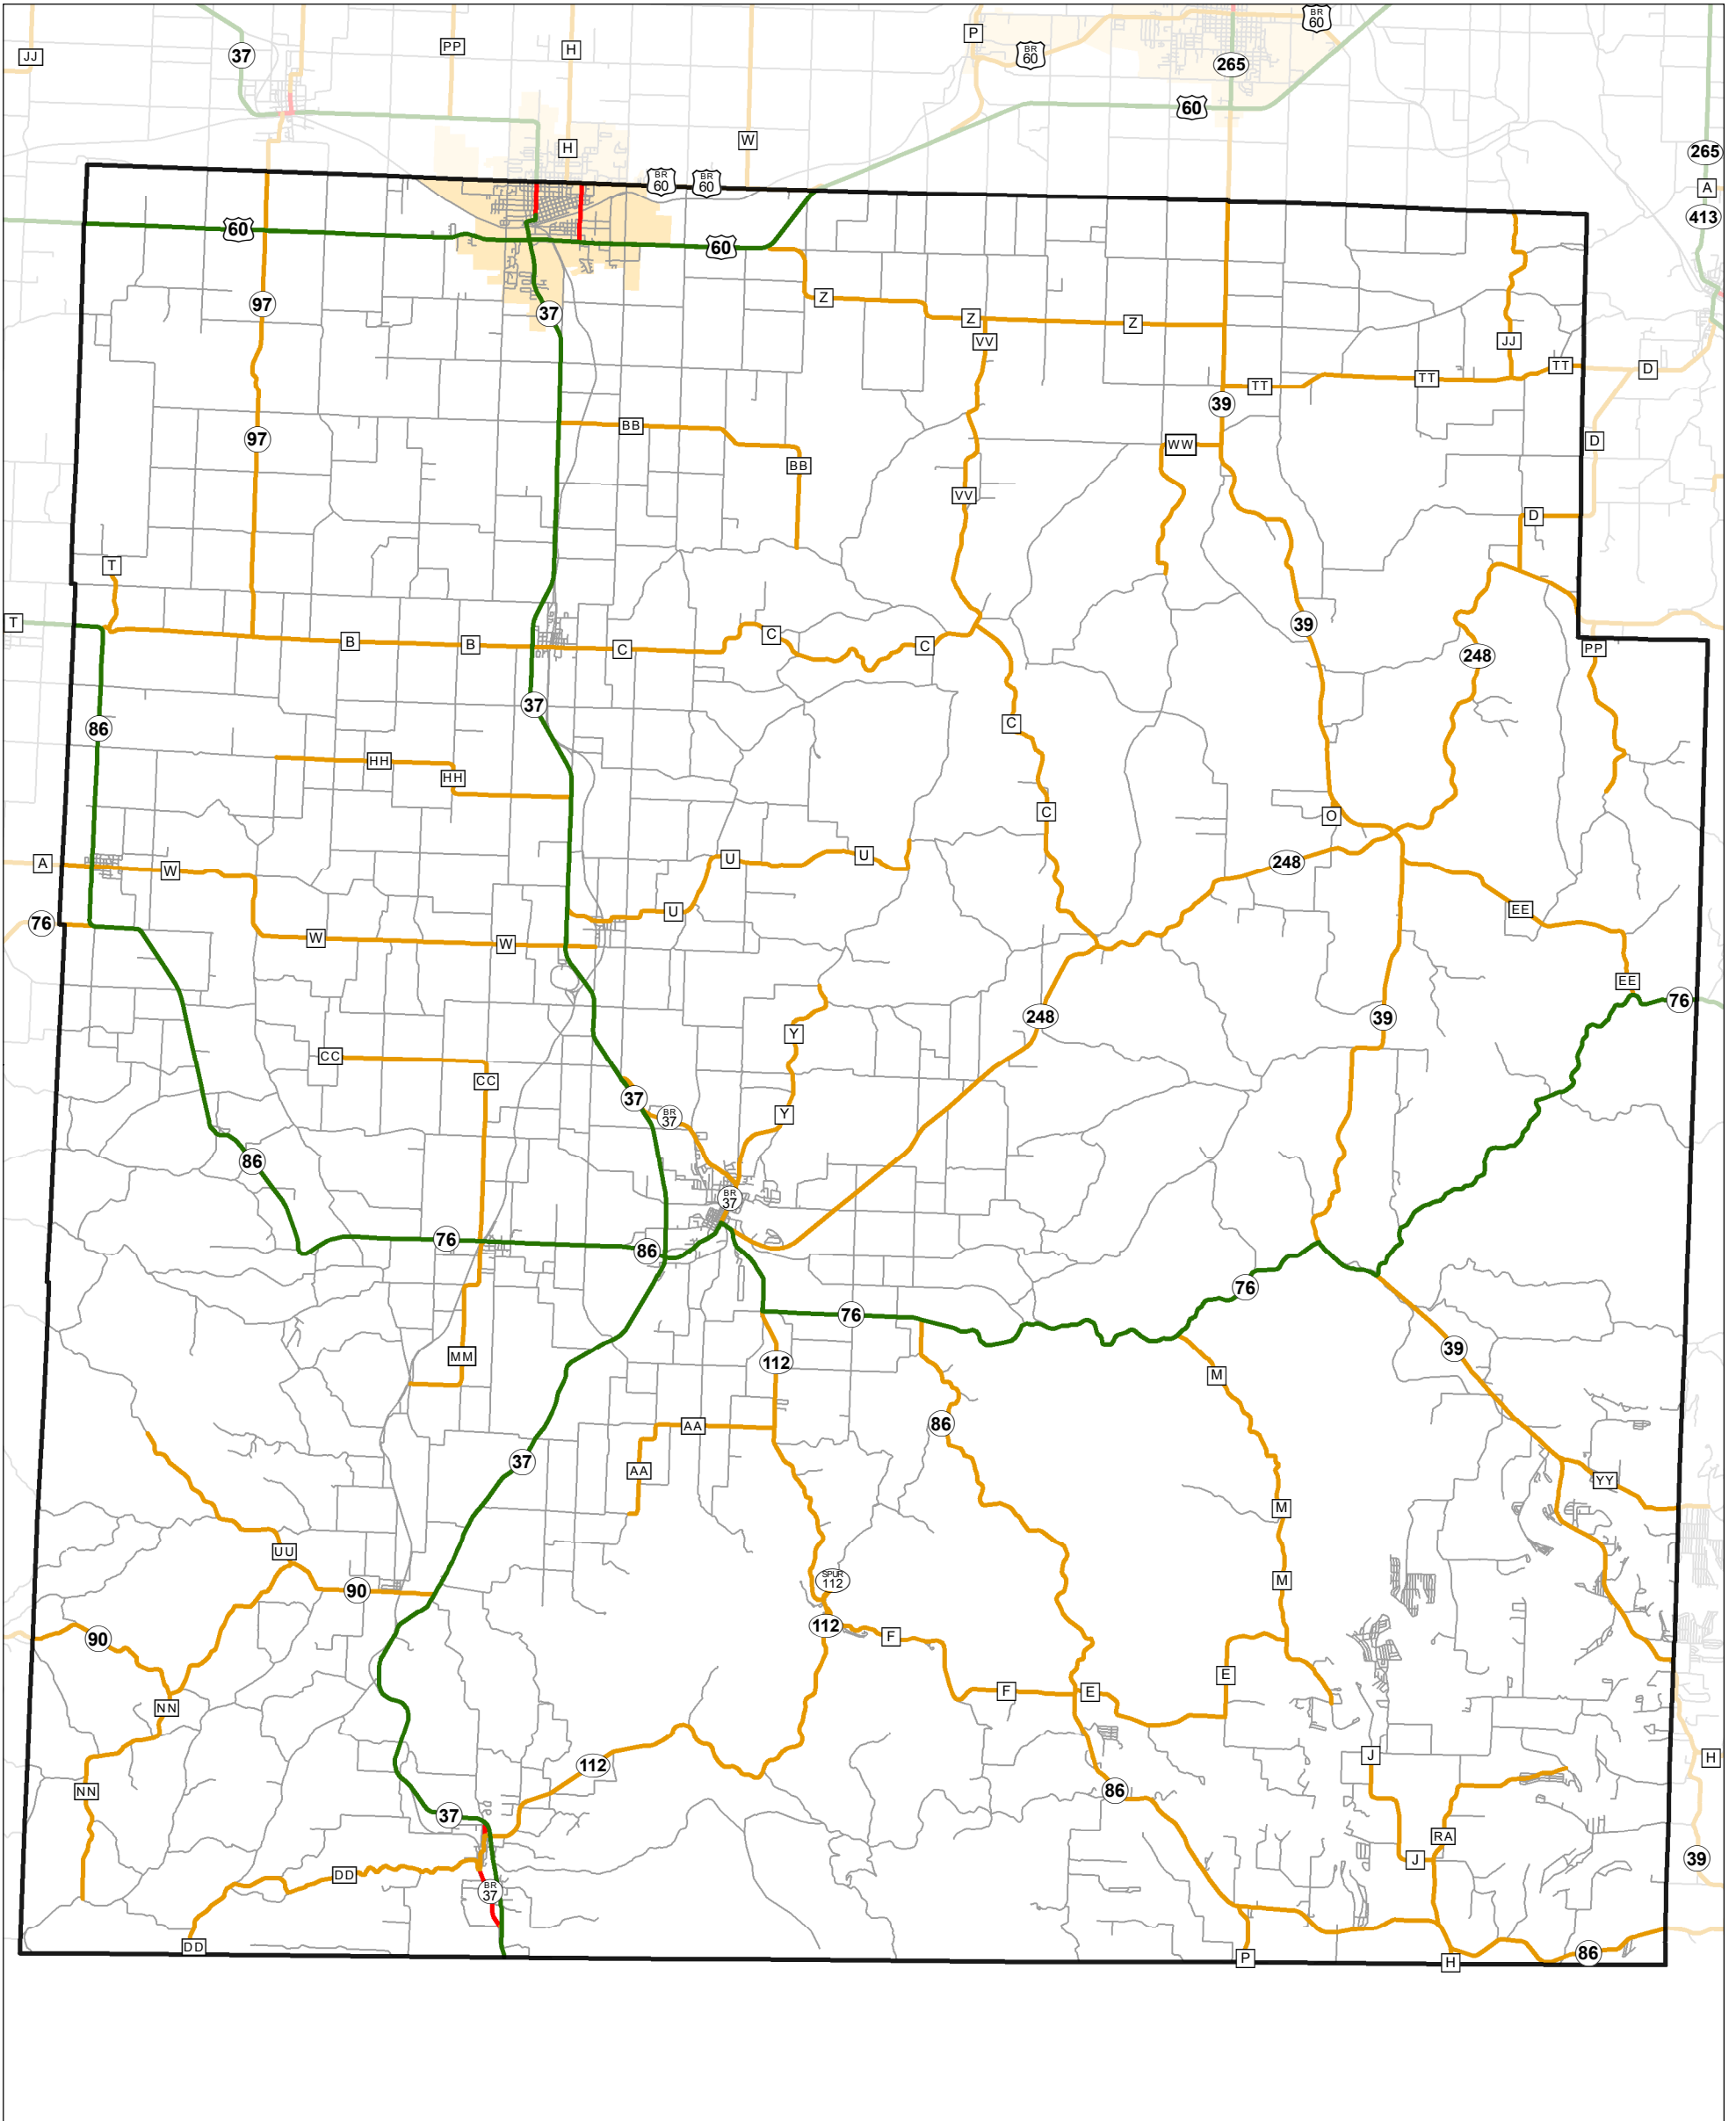 BR
60
P
37
PP
H
BR
60
JJ
265
60
H
W
265
BR
60
BR
60
A
413
60
60
97
Z
37
Z
Z
VV
JJ
TT
D
TT
TT
39
BB
97
D
WW
BB
VV
D
T
T
39
C
B
B
C
C
PP
248
37
C
86
HH
HH
C
O
U
U
248
A
W
EE
U
76
W
W
EE
76
248
39
Y
CC
CC
37
Y
BR
37
86
BR
37
76
86
76
76
39
MM
112
M
86
AA
37
AA
YY
M
UU
SPUR
112
M
90
112
F
90
E
F
E
NN
J
H
112
86
NN
37
RA
39
J
DD
BR
37
DD
86
P
H